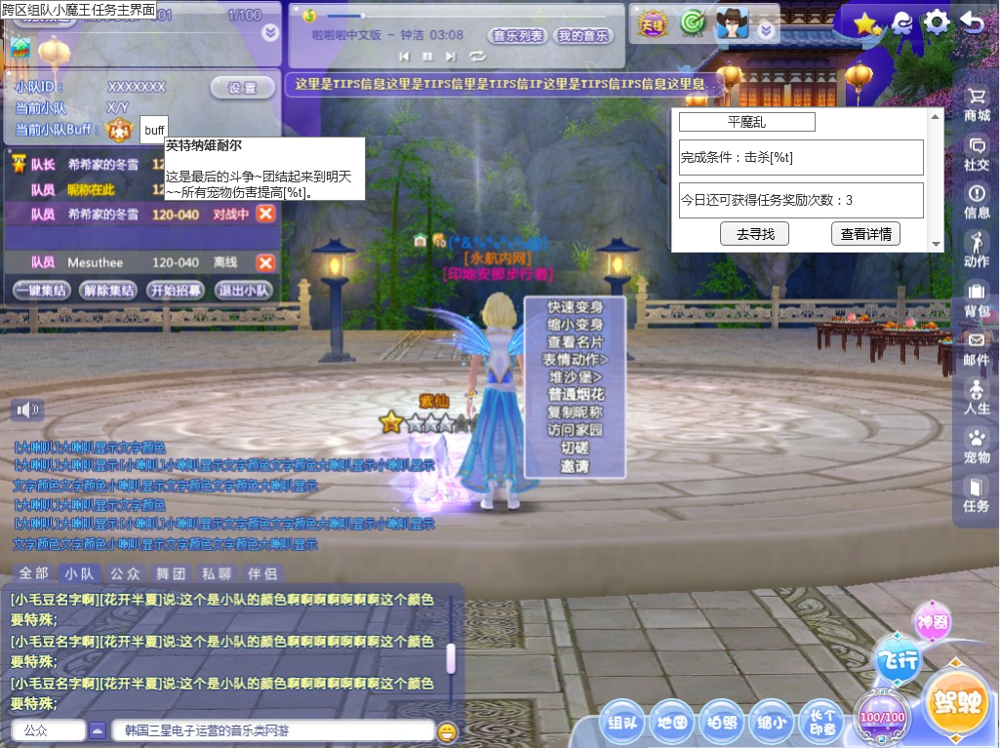 跨区组队小魔王任务主界面
001
1/100
啦啦啦中文版 - 钟洁 03:08
音乐列表
我的音乐
这里是TIPS信息这里是TIPS信里是TIPS信IP这里是TIPS信IPS信息这里息...
小队ID:
XXXXXXX
设置
当前小队
X/Y
当前小队Buff:
buff
英特纳雄耐尔
这是最后的斗争~团结起来到明天
~~所有宠物伤害提高[%t]。
队长 希希家的冬雪 12
队员 昵称在此 12
队员 希希家的冬雪 120-040 对战中
队员 Mesuthee 120-040 离线
一键集结
解除集结
开始招募
退出小队
平魔乱
完成条件:击杀[%t]
今日还可获得任务奖励次数:3
去寻找
查看详情
商城
社交
信息
动作
背包
邮件
人生
宠物
任务
[永航内网]
[印地安那步行者]
快速变身
缩小变身
查看名片
表情动作>
堆沙堡>
普通烟花
复制昵称
访问家园
切磋
邀请
紫仙
[大喇叭]大喇叭显示文字颜色
[大喇叭]大喇叭显示[小喇叭]小喇叭显示文字颜色文字颜色大喇叭显示小喇叭显示
文字颜色文字颜色小喇叭显示文字颜色文字颜色大喇叭显示
[大喇叭]大喇叭显示文字颜色
[大喇叭]大喇叭显示[小喇叭]小喇叭显示文字颜色文字颜色大喇叭显示小喇叭显示
文字颜色文字颜色小喇叭显示文字颜色文字颜色大喇叭显示
全部
小队
公众
舞团
私聊
伴侣
[小毛豆名字啊][花开半夏]说:这个是小队的颜色啊啊啊啊啊啊啊这个颜色
要特殊;
[小毛豆名字啊][花开半夏]说:这个是小队的颜色啊啊啊啊啊啊啊这个颜色
要特殊;
[小毛豆名字啊][花开半夏]说:这个是小队的颜色啊啊啊啊啊啊啊这个颜色
要特殊;
公众
韩国三星电子运营的音乐类网游
组队
地图
拍照
缩小
长个
印章
神器
飞行
驾驶
100/100